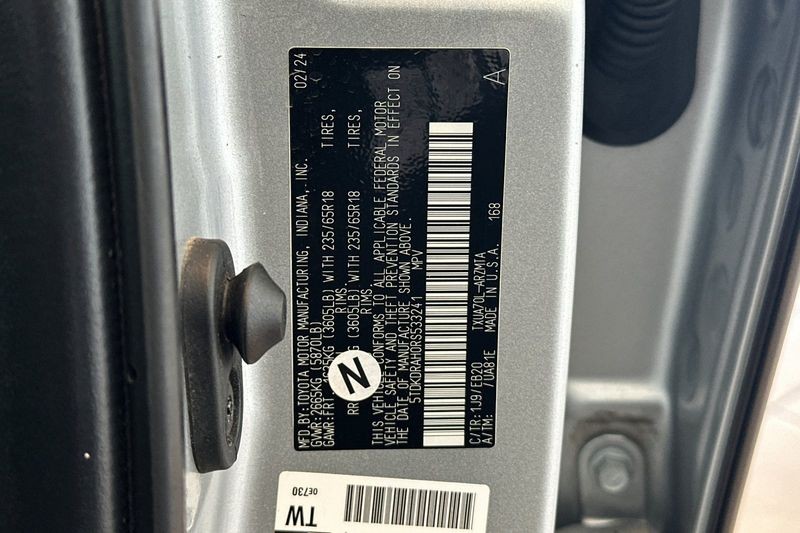 MFD.BY:TOYOTA MOTOR MANUFACTURING, INDIANA, INC. 02/24
GVWR:2665KG (5870LB)
GAWR:FRT 1635KG (3605LB) WITH 235/65R18 TIRES,
RIMS,
RR KG (3605LB) WITH 235/65R18 TIRES,
RIMS,
THIS VEHICLE CONFORMS TO ALL APPLICABLE FEDERAL MOTOR
VEHICLE SAFETY AND THEFT PREVENTION STANDARDS IN EFFECT ON
THE DATE OF MANUFACTURE SHOWN ABOVE.
5TDKDRAH0RS533241 MPV
A
C/TR:1J9/EB20 TXUA70L-ARZMTA 168
A/TM: /UA81E MADE IN U.S.A.
N
0E730
TW